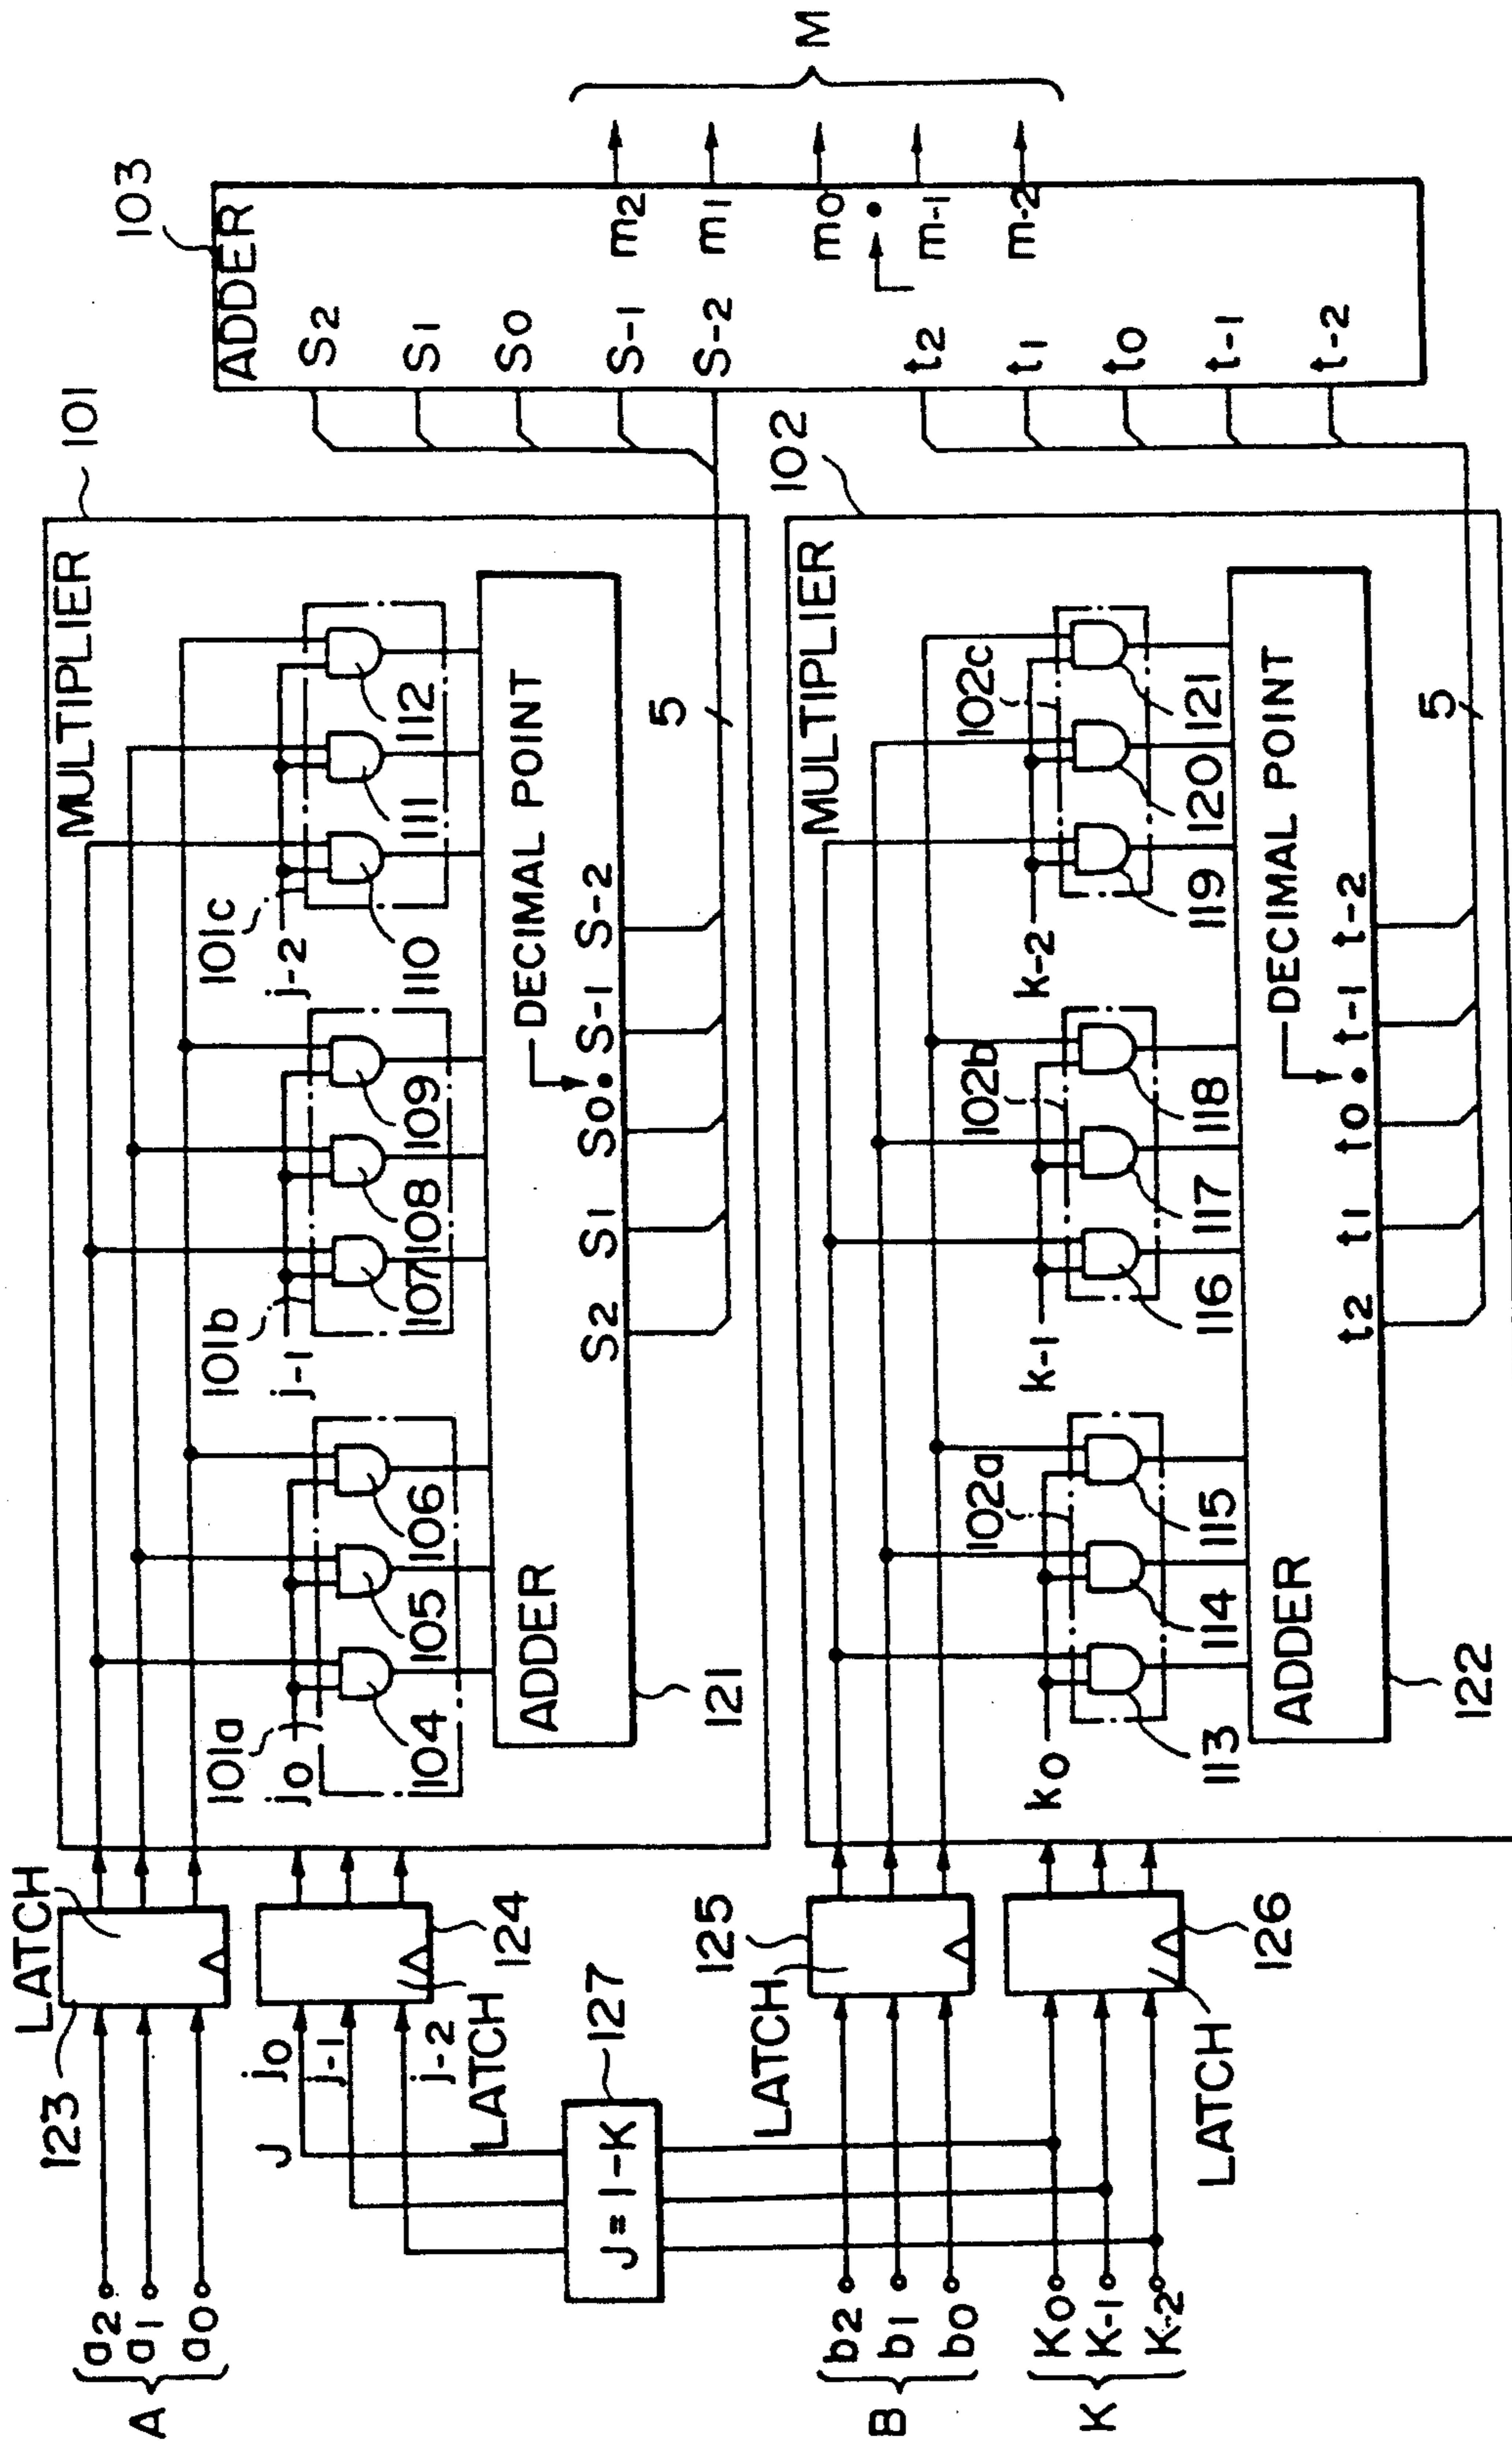 A
a2
a1
a0
123
LATCH
J
j0
j-1
j-2
LATCH
124
J = 1-K
127
B
b2
b1
b0
LATCH
125
K
K0
K-1
K-2
LATCH
126
MULTIPLIER
101
101a
j0
104
105
106
101b
j-1
107
108
109
101c
j-2
110
111
112
ADDER
DECIMAL POINT
S2 S1 S0 • S-1 S-2
121
5
MULTIPLIER
102
102a
k0
113
114
115
102b
k-1
116
117
118
102c
k-2
119
120
121
ADDER
DECIMAL POINT
t2 t1 t0 • t-1 t-2
122
5
103
ADDER
S2
S1
S0
S-1
S-2
t2
t1
t0
t-1
t-2
m2
m1
m0
m-1
m-2
M